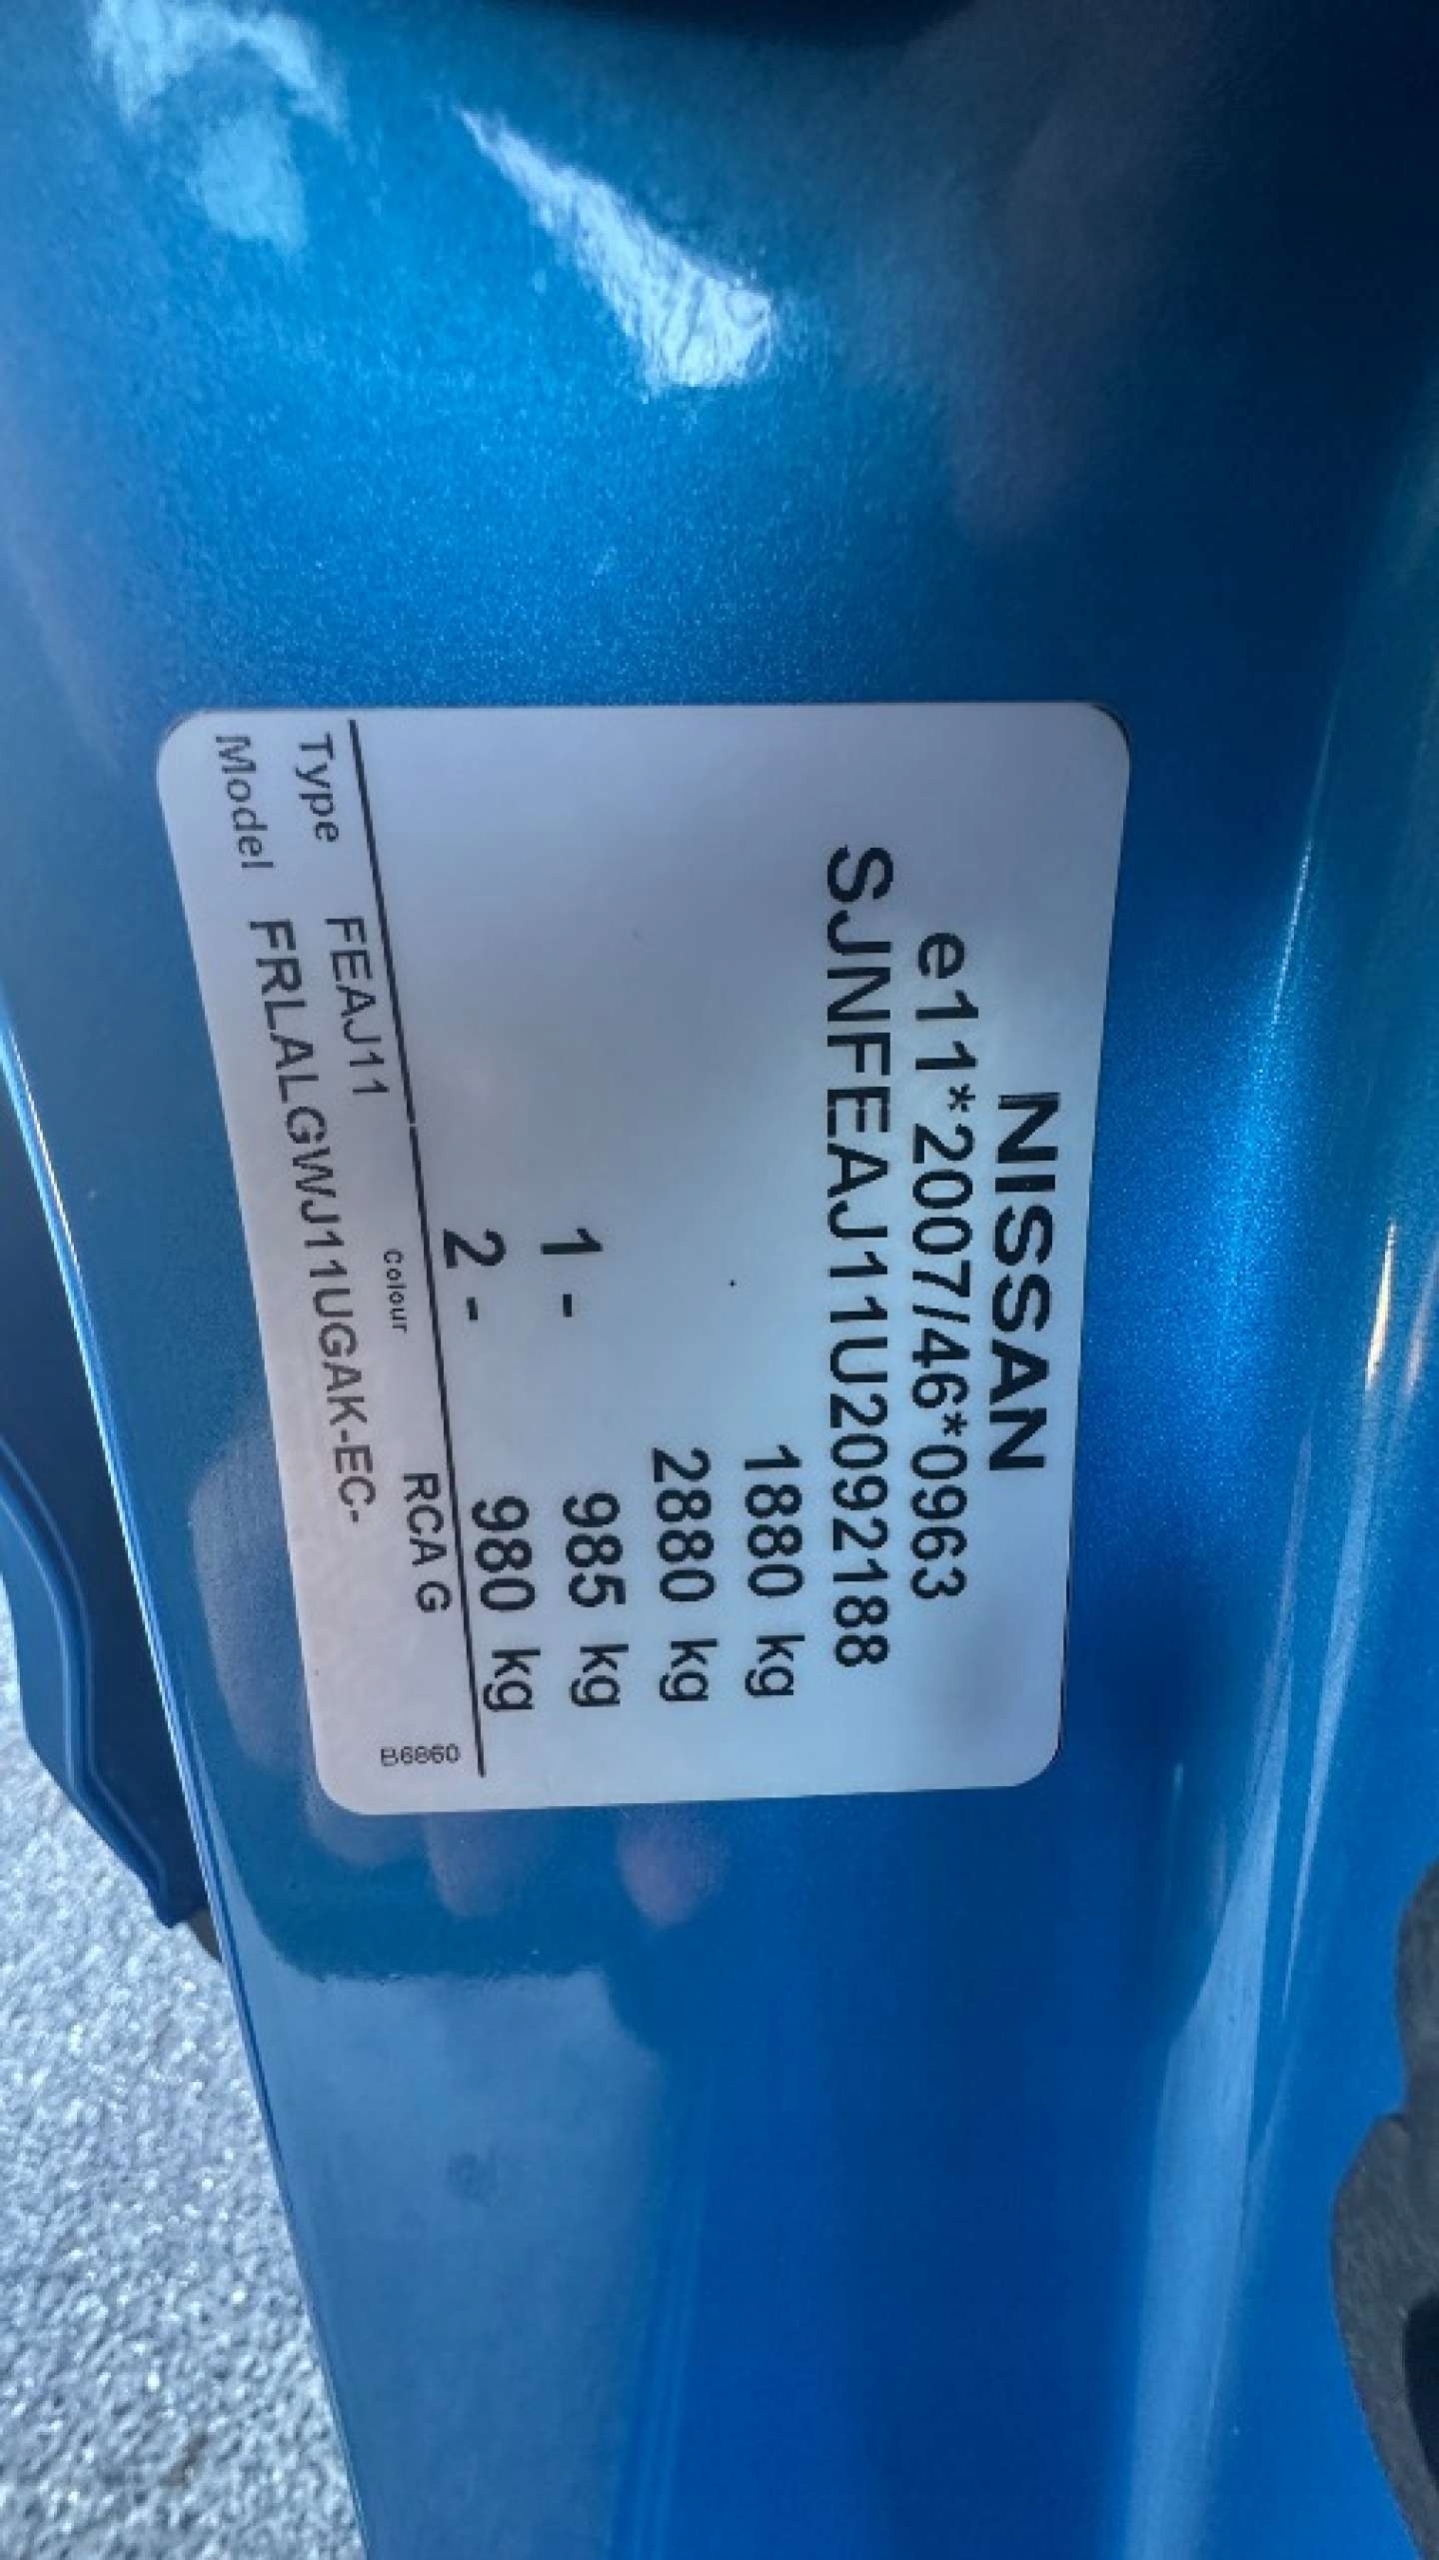 NISSAN
e11*2007/46*0963
SJNFEAJ11U2092188
1880 kg
2880 kg
1 - 985 kg
2 - 980 kg
Type FEAJ11 Colour RCA G
Model FRLALGWJ11UGAK-EC-
B6860